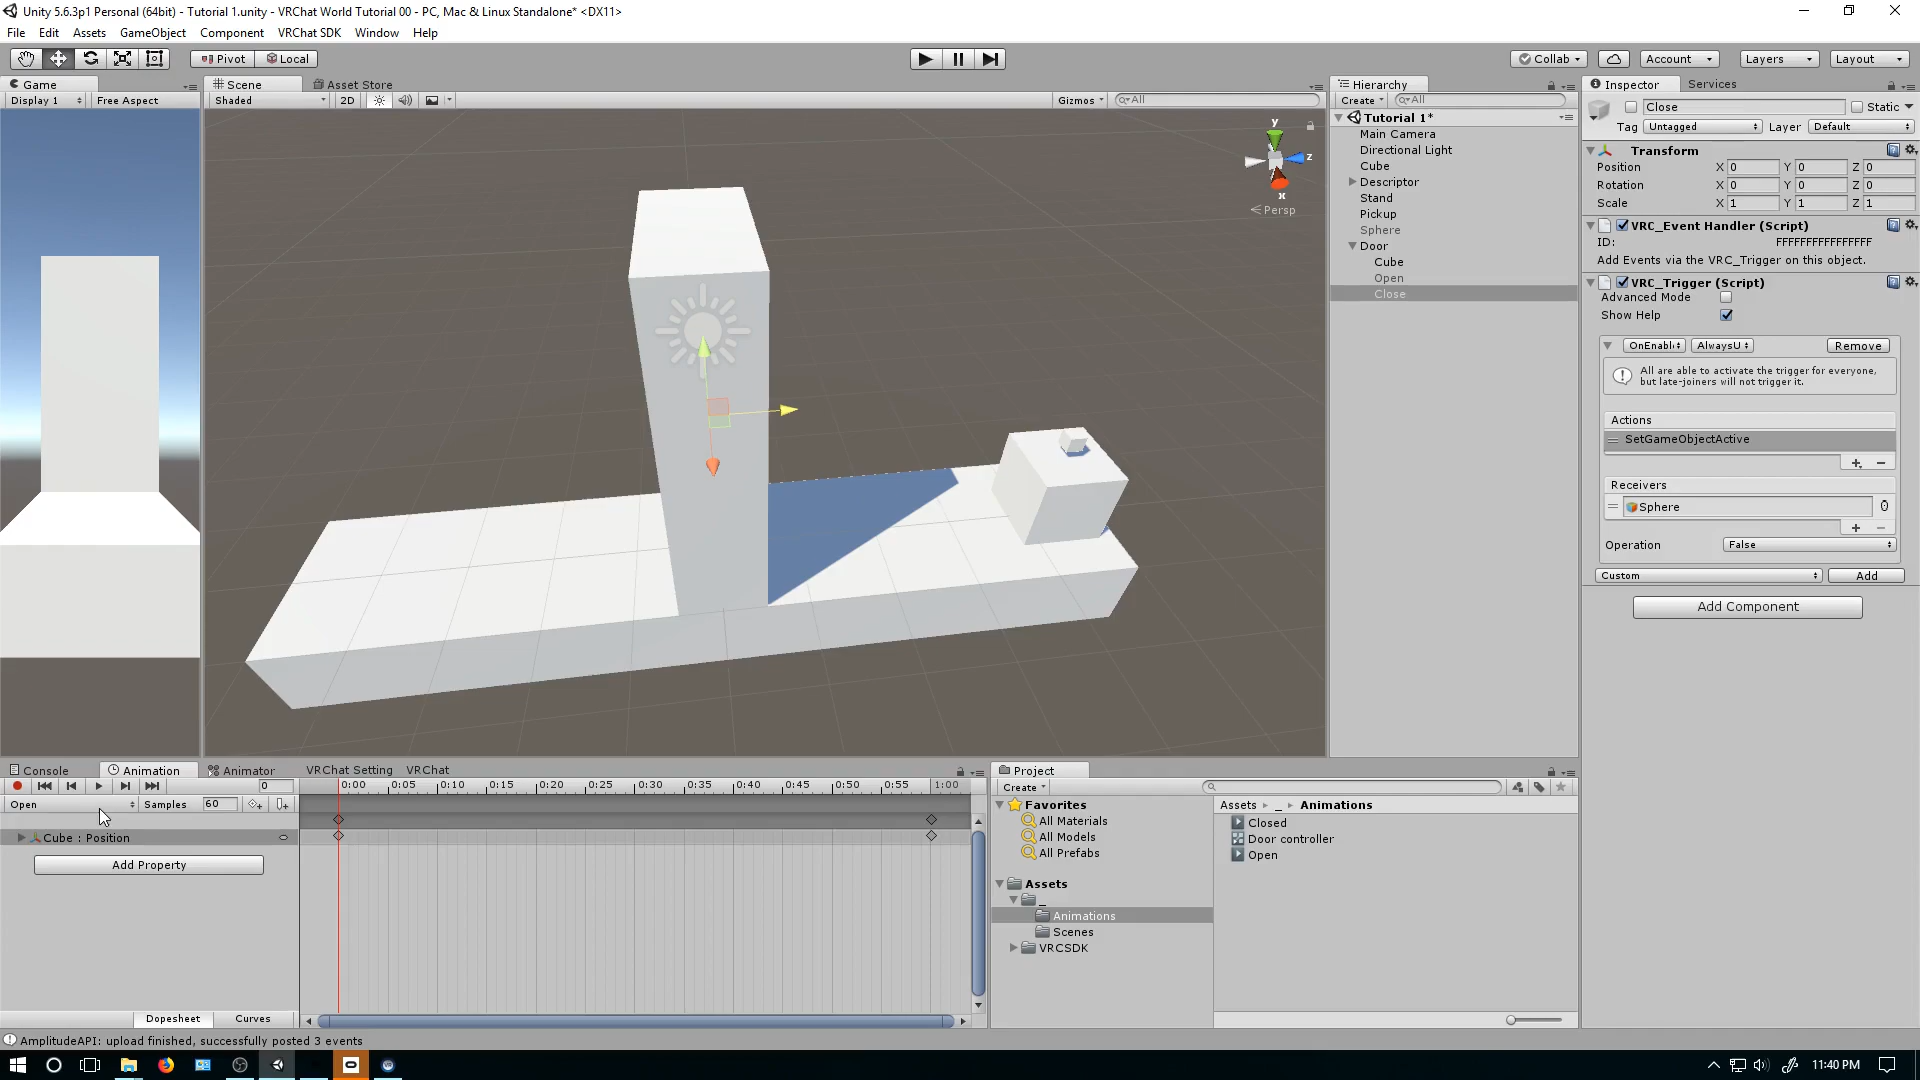 Unity 5.6.3p1 Personal (64bit) - Tutorial 1.unity - VRChat World Tutorial 00 - PC, Mac & Linux Standalone* <DX11>
File Edit Assets GameObject Component VRChat SDK Window Help
Pivot Local Collab Account Layers Layout
Game Scene Asset Store Hierarchy Inspector Services
Display 1 Free Aspect Shaded 2D Gizmos All Create All Close Static
Tutorial 1* Tag Untagged Layer Default
Main Camera
Directional Light
Cube
Descriptor
Stand
Pickup
Sphere
Door
Cube
Open
Close
y
z
x
Persp
Transform
Position X 0 Y 0 Z 0
Rotation X 0 Y 0 Z 0
Scale X 1 Y 1 Z 1
VRC_Event Handler (Script)
ID: FFFFFFFFFFFFFFFF
Add Events via the VRC_Trigger on this object.
VRC_Trigger (Script)
Advanced Mode
Show Help
OnEnabl AlwaysU Remove
All are able to activate the trigger for everyone,
but late-joiners will not trigger it.
Actions
SetGameObjectActive
Receivers
Sphere 0
Operation False
Custom Add
Add Component
Console Animation Animator VRChat Setting VRChat
0 0:00 0:05 0:10 0:15 0:20 0:25 0:30 0:35 0:40 0:45 0:50 0:55 1:00
Open Samples 60
Cube : Position
Add Property
Dopesheet Curves
Project
Create
Favorites
All Materials
All Models
All Prefabs
Assets
_
Animations
Scenes
VRCSDK
Assets _ Animations
Closed
Door controller
Open
AmplitudeAPI: upload finished, successfully posted 3 events
11:40 PM